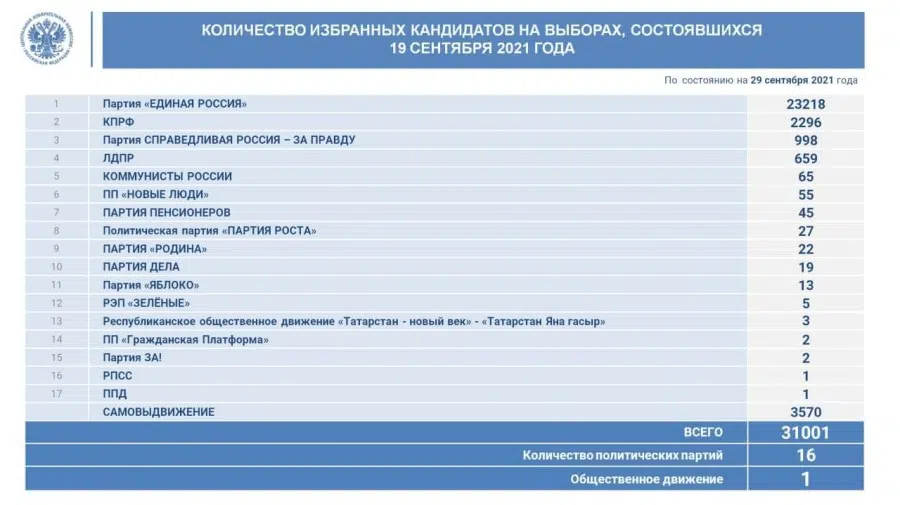 КОЛИЧЕСТВО ИЗБРАННЫХ КАНДИДАТОВ НА ВЫБОРАХ, СОСТОЯВШИХСЯ
19 СЕНТЯБРЯ 2021 ГОДА
По состоянию на 29 сентября 2021 года
1 Партия «ЕДИНАЯ РОССИЯ» 23218
2 КПРФ 2296
3 Партия СПРАВЕДЛИВАЯ РОССИЯ – ЗА ПРАВДУ 998
4 ЛДПР 659
5 КОММУНИСТЫ РОССИИ 65
6 ПП «НОВЫЕ ЛЮДИ» 55
7 ПАРТИЯ ПЕНСИОНЕРОВ 45
8 Политическая партия «ПАРТИЯ РОСТА» 27
9 ПАРТИЯ «РОДИНА» 22
10 ПАРТИЯ ДЕЛА 19
11 Партия «ЯБЛОКО» 13
12 РЭП «ЗЕЛЁНЫЕ» 5
13 Республиканское общественное движение «Татарстан - новый век» - «Татарстан Яна гасыр» 3
14 ПП «Гражданская Платформа» 2
15 Партия ЗА! 2
16 РПСС 1
17 ППД 1
САМОВЫДВИЖЕНИЕ 3570
ВСЕГО 31001
Количество политических партий 16
Общественное движение 1